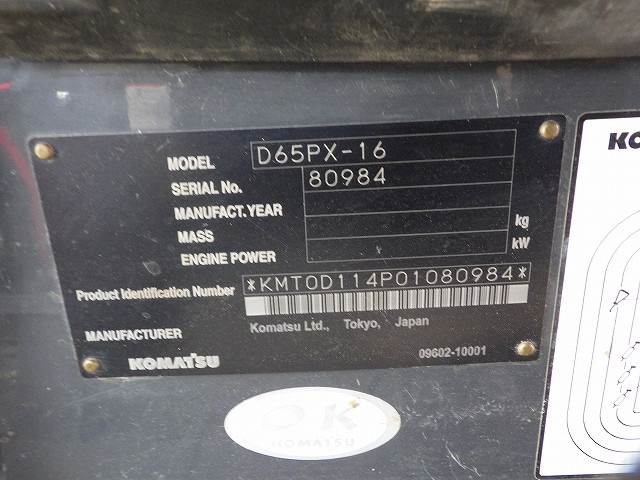 MODEL D65PX-16
SERIAL No. 80984
MANUFACT.YEAR
MASS kg
ENGINE POWER kW
Product Identification Number *KMT0D114P01080984*
MANUFACTURER Komatsu Ltd., Tokyo, Japan
KOMATSU 09602-10001
OK
KOMATSU
KO